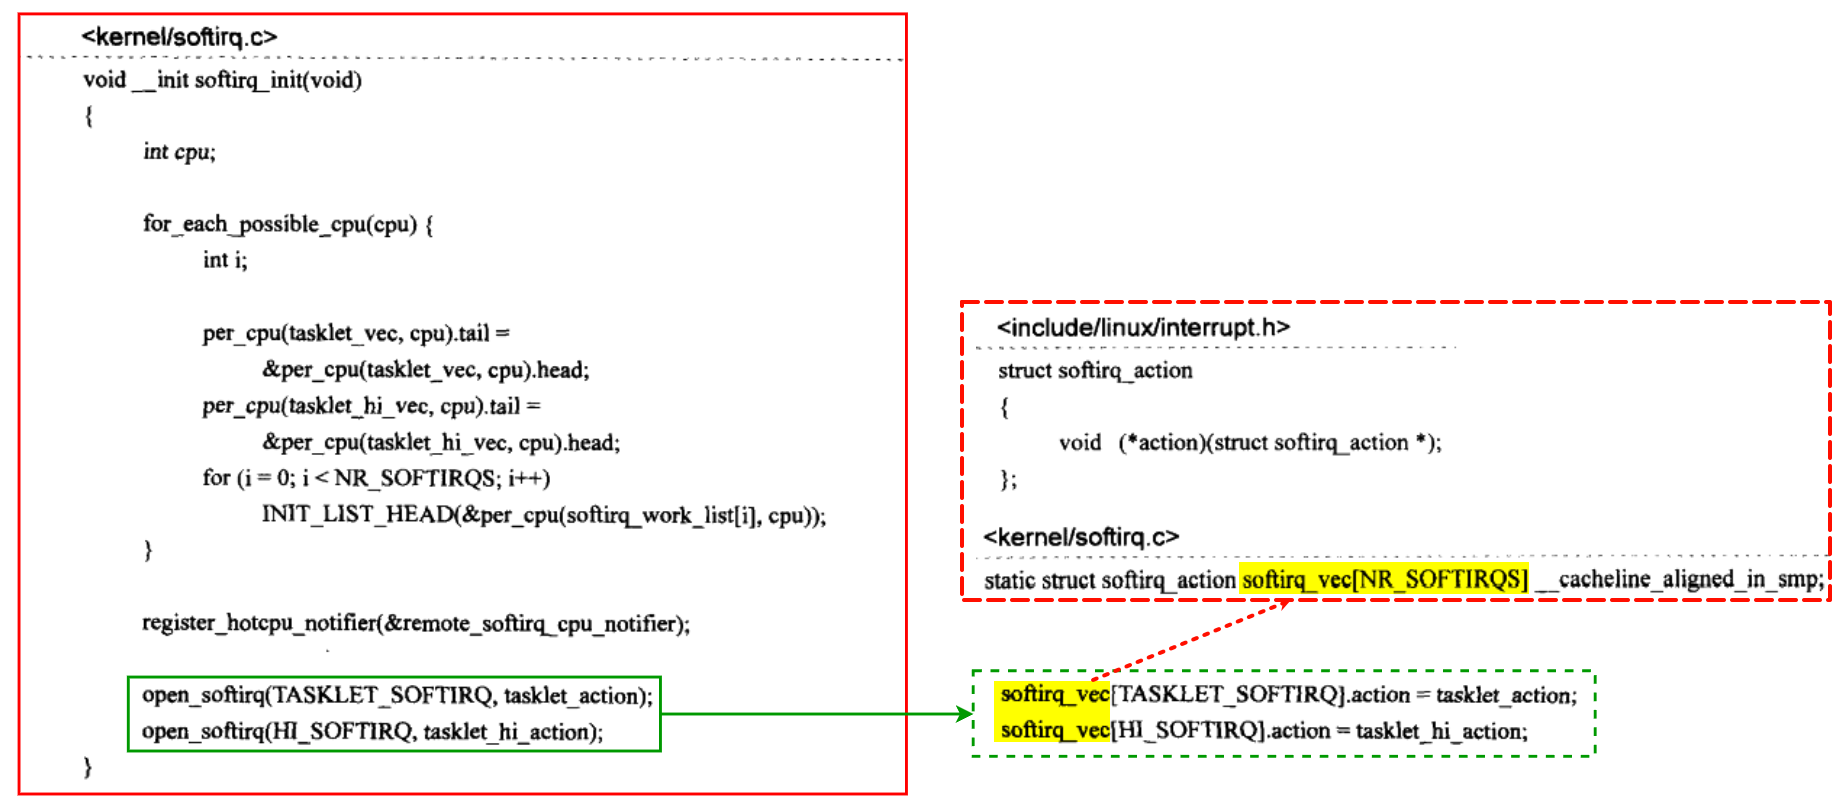 <kernel/softirq.c>
void __init softirq_init(void)
{
int cpu;
for_each_possible_cpu(cpu) {
int i;
per_cpu(tasklet_vec, cpu).tail =
&per_cpu(tasklet_vec, cpu).head;
per_cpu(tasklet_hi_vec, cpu).tail =
&per_cpu(tasklet_hi_vec, cpu).head;
for (i = 0; i < NR_SOFTIRQS; i++)
INIT_LIST_HEAD(&per_cpu(softirq_work_list[i], cpu));
}
register_hotcpu_notifier(&remote_softirq_cpu_notifier);
open_softirq(TASKLET_SOFTIRQ, tasklet_action);
open_softirq(HI_SOFTIRQ, tasklet_hi_action);
}
<include/linux/interrupt.h>
struct softirq_action
{
void (*action)(struct softirq_action *);
};
<kernel/softirq.c>
static struct softirq_action softirq_vec[NR_SOFTIRQS] __cacheline_aligned_in_smp;
softirq_vec[TASKLET_SOFTIRQ].action = tasklet_action;
softirq_vec[HI_SOFTIRQ].action = tasklet_hi_action;